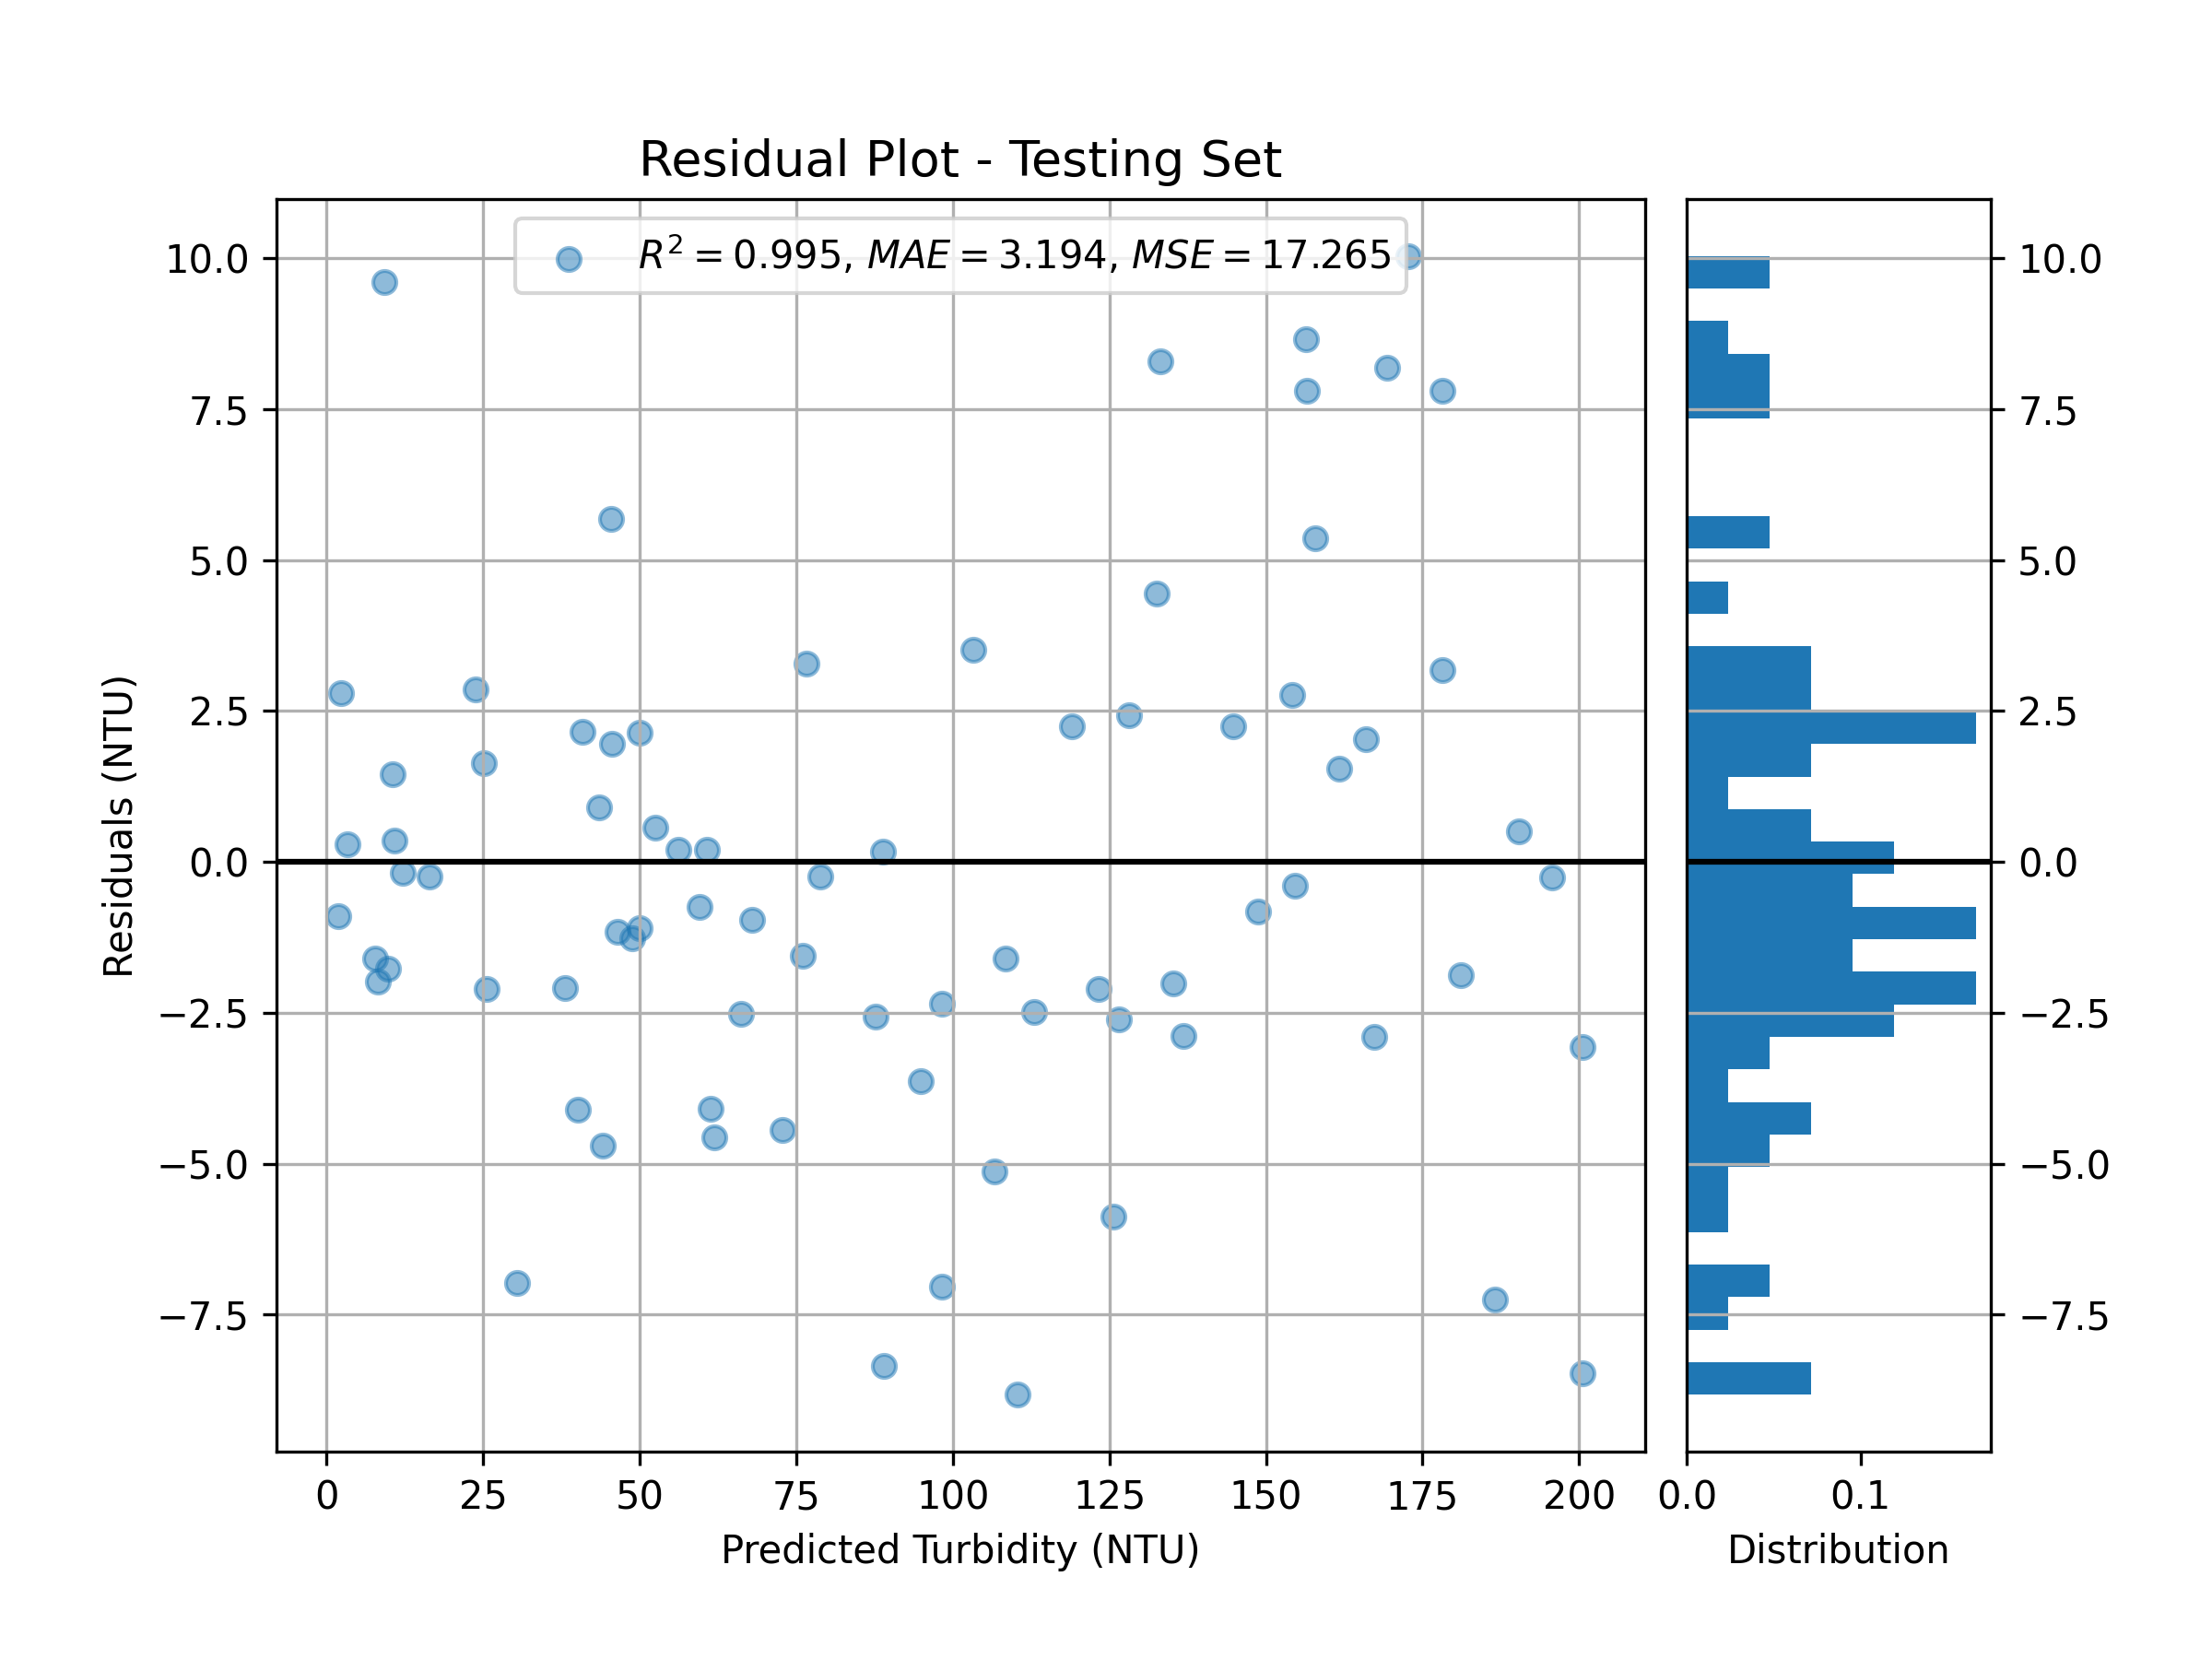 Residual Plot - Testing Set
R² = 0.995, MAE = 3.194, MSE = 17.265
Residuals (NTU)
10.0
7.5
5.0
2.5
0.0
−2.5
−5.0
−7.5
0 25 50 75 100 125 150 175 200
Predicted Turbidity (NTU)
10.0
7.5
5.0
2.5
0.0
−2.5
−5.0
−7.5
0.0 0.1
Distribution